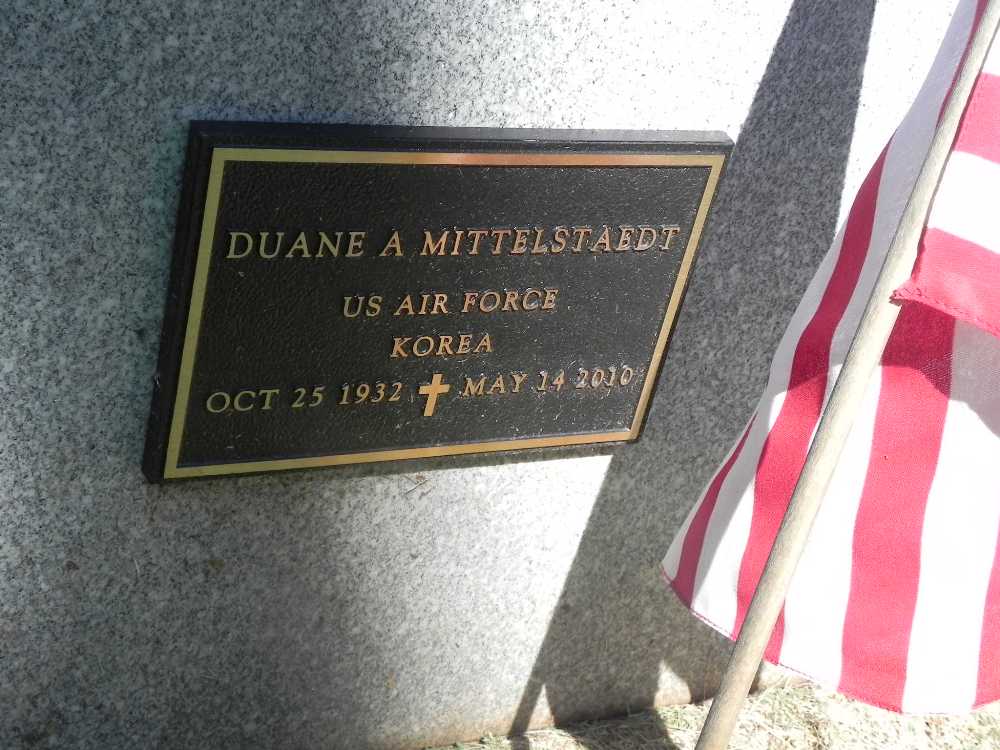 DUANE A MITTELSTAEDT
US AIR FORCE
KOREA
OCT 25 1932 MAY 14 2010